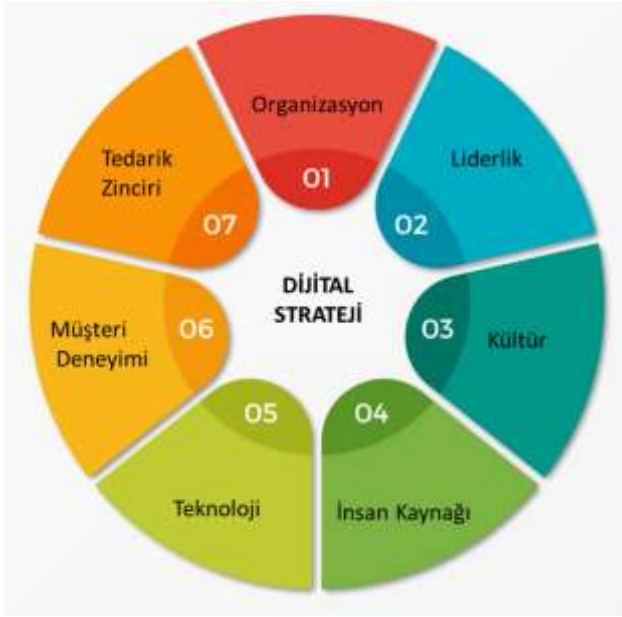 Organizasyon
01
Liderlik
02
Kültür
03
İnsan Kaynağı
04
Teknoloji
05
Müşteri
Deneyimi
06
Tedarik
Zinciri
07
DİJİTAL
STRATEJİ